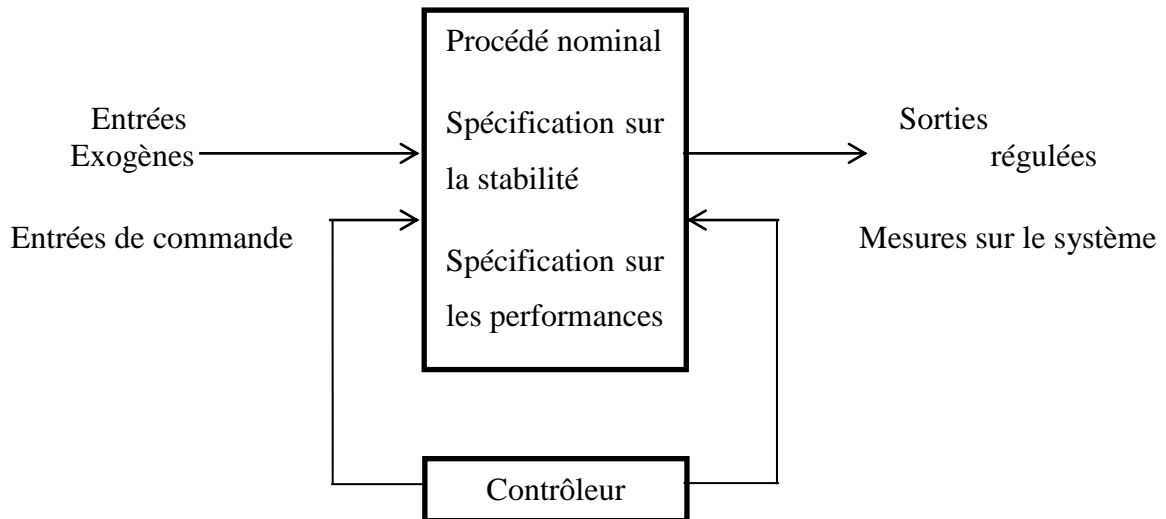 Procédé nominal
Entrées
Exogènes
Spécification sur
la stabilité
Sorties
régulées
Entrées de commande
Mesures sur le système
Spécification sur
les performances
Contrôleur